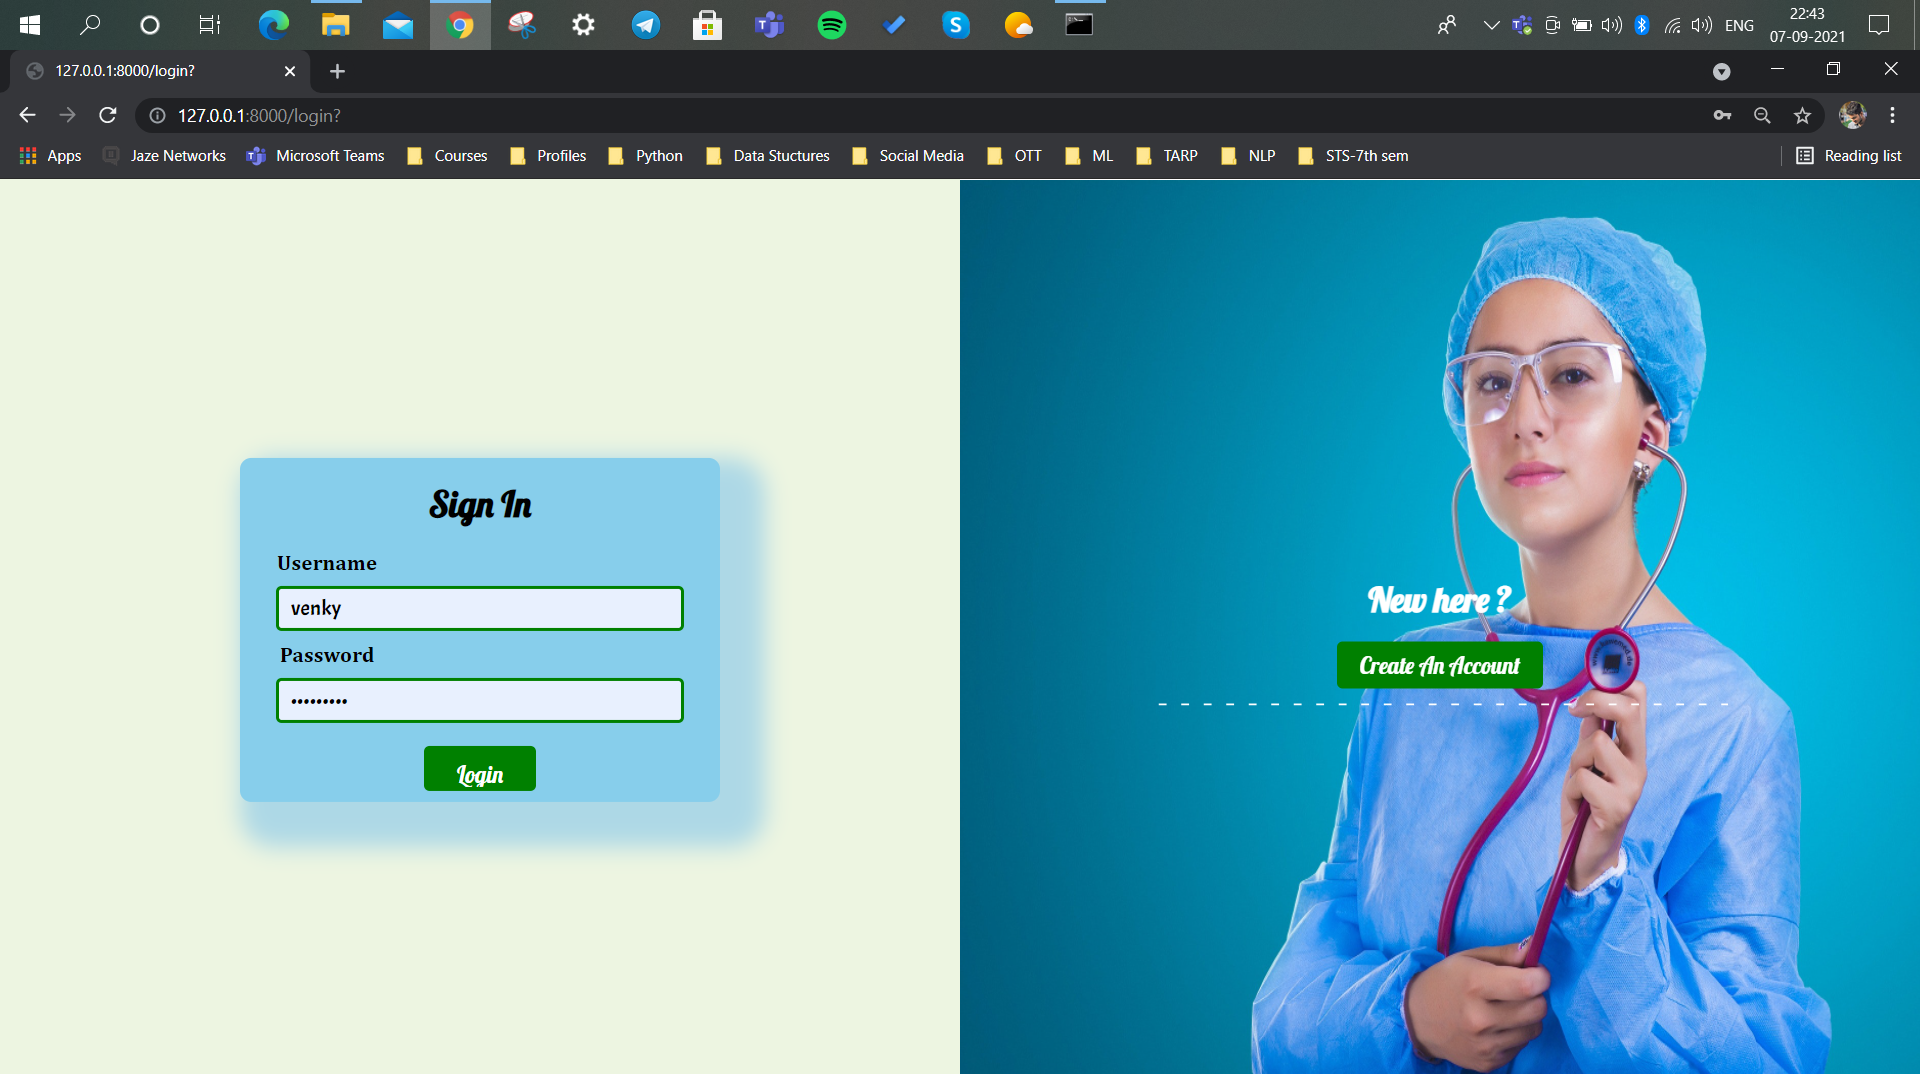 ENG
22:43
07-09-2021
127.0.0.1:8000/login?
127.0.0.1:8000/login?
Apps
Jaze Networks
Microsoft Teams
Courses
Profiles
Python
Data Stuctures
Social Media
OTT
ML
TARP
NLP
STS-7th sem
Reading list
Sign In
Username
venky
Password
•••••••••
Login
New here ?
Create An Account